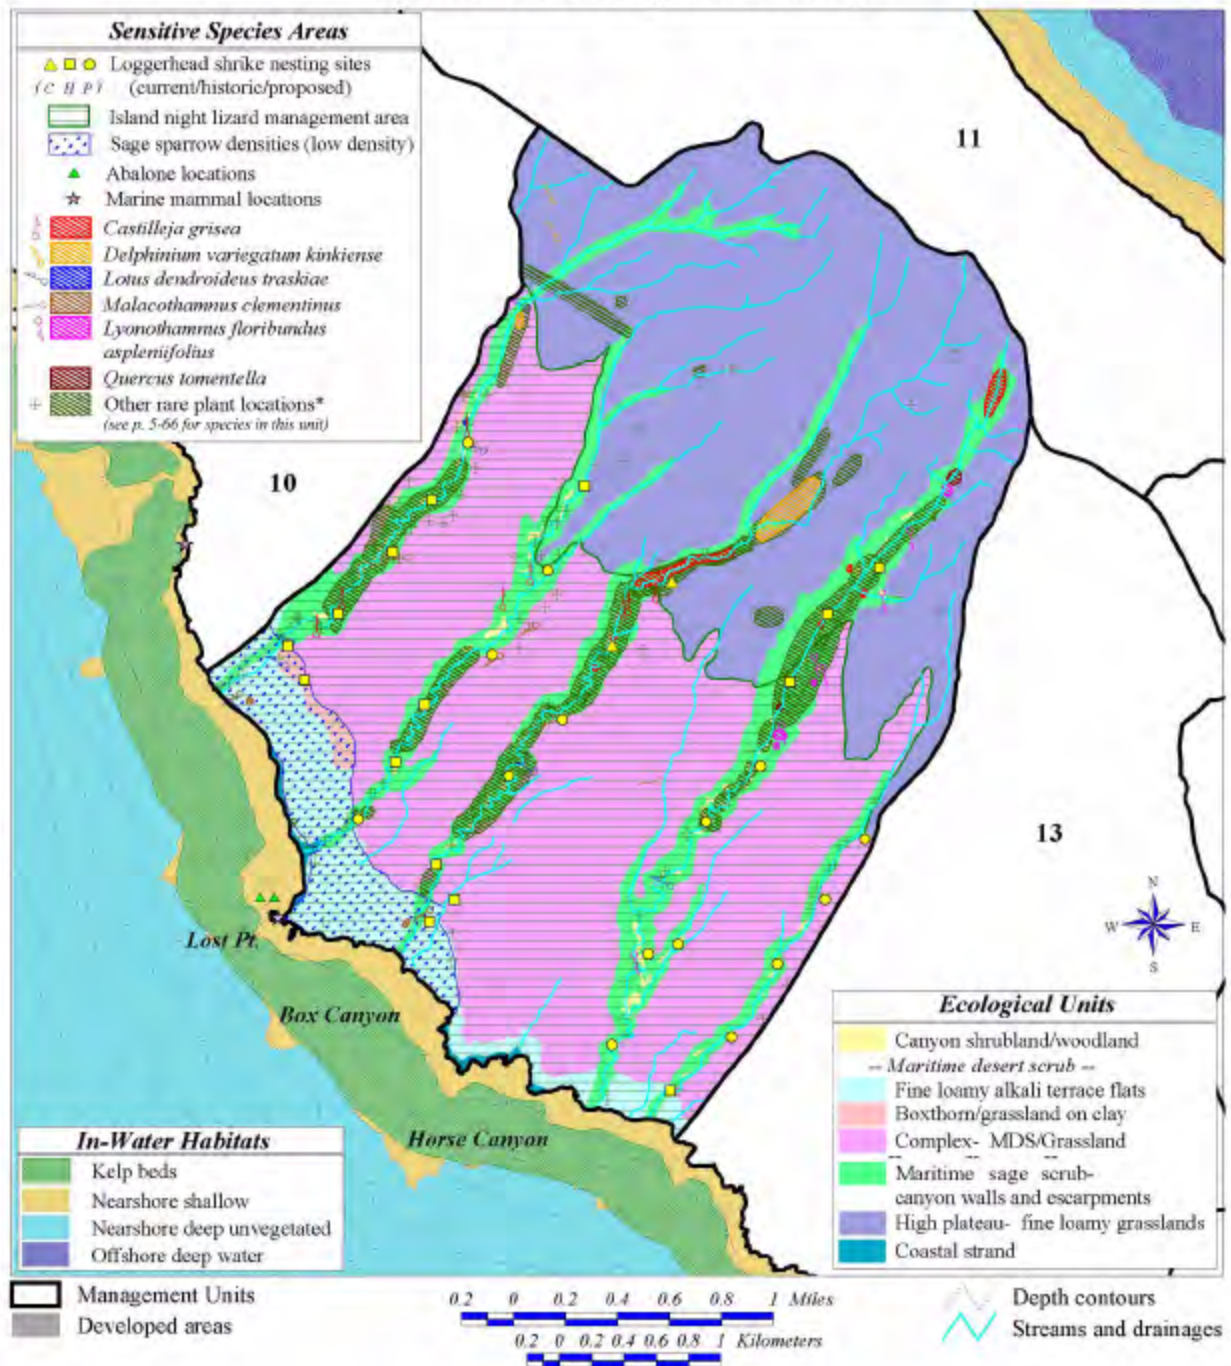 Sensitive Species Areas
Loggerhead shrike nesting sites
(C H P) (current/historic/proposed)
Island night lizard management area
Sage sparrow densities (low density)
Abalone locations
Marine mammal locations
Castilleja grisea
Delphinium variegatum kinkiense
Lotus dendroideus traskiae
Malacothamnus clementinus
Lyonothamnus floribundus
aspleniifolius
Quercus tomentella
Other rare plant locations*
(see p. 5-66 for species in this unit)
11
10
13
N
W E
S
Lost Pt.
Box Canyon
Horse Canyon
Ecological Units
Canyon shrubland/woodland
-- Maritime desert scrub --
Fine loamy alkali terrace flats
Boxthorn/grassland on clay
Complex- MDS/Grassland
Maritime sage scrub-
canyon walls and escarpments
High plateau- fine loamy grasslands
Coastal strand
In-Water Habitats
Kelp beds
Nearshore shallow
Nearshore deep unvegetated
Offshore deep water
Management Units
Developed areas
0.2 0 0.2 0.4 0.6 0.8 1 Miles
0.2 0 0.2 0.4 0.6 0.8 1 Kilometers
Depth contours
Streams and drainages